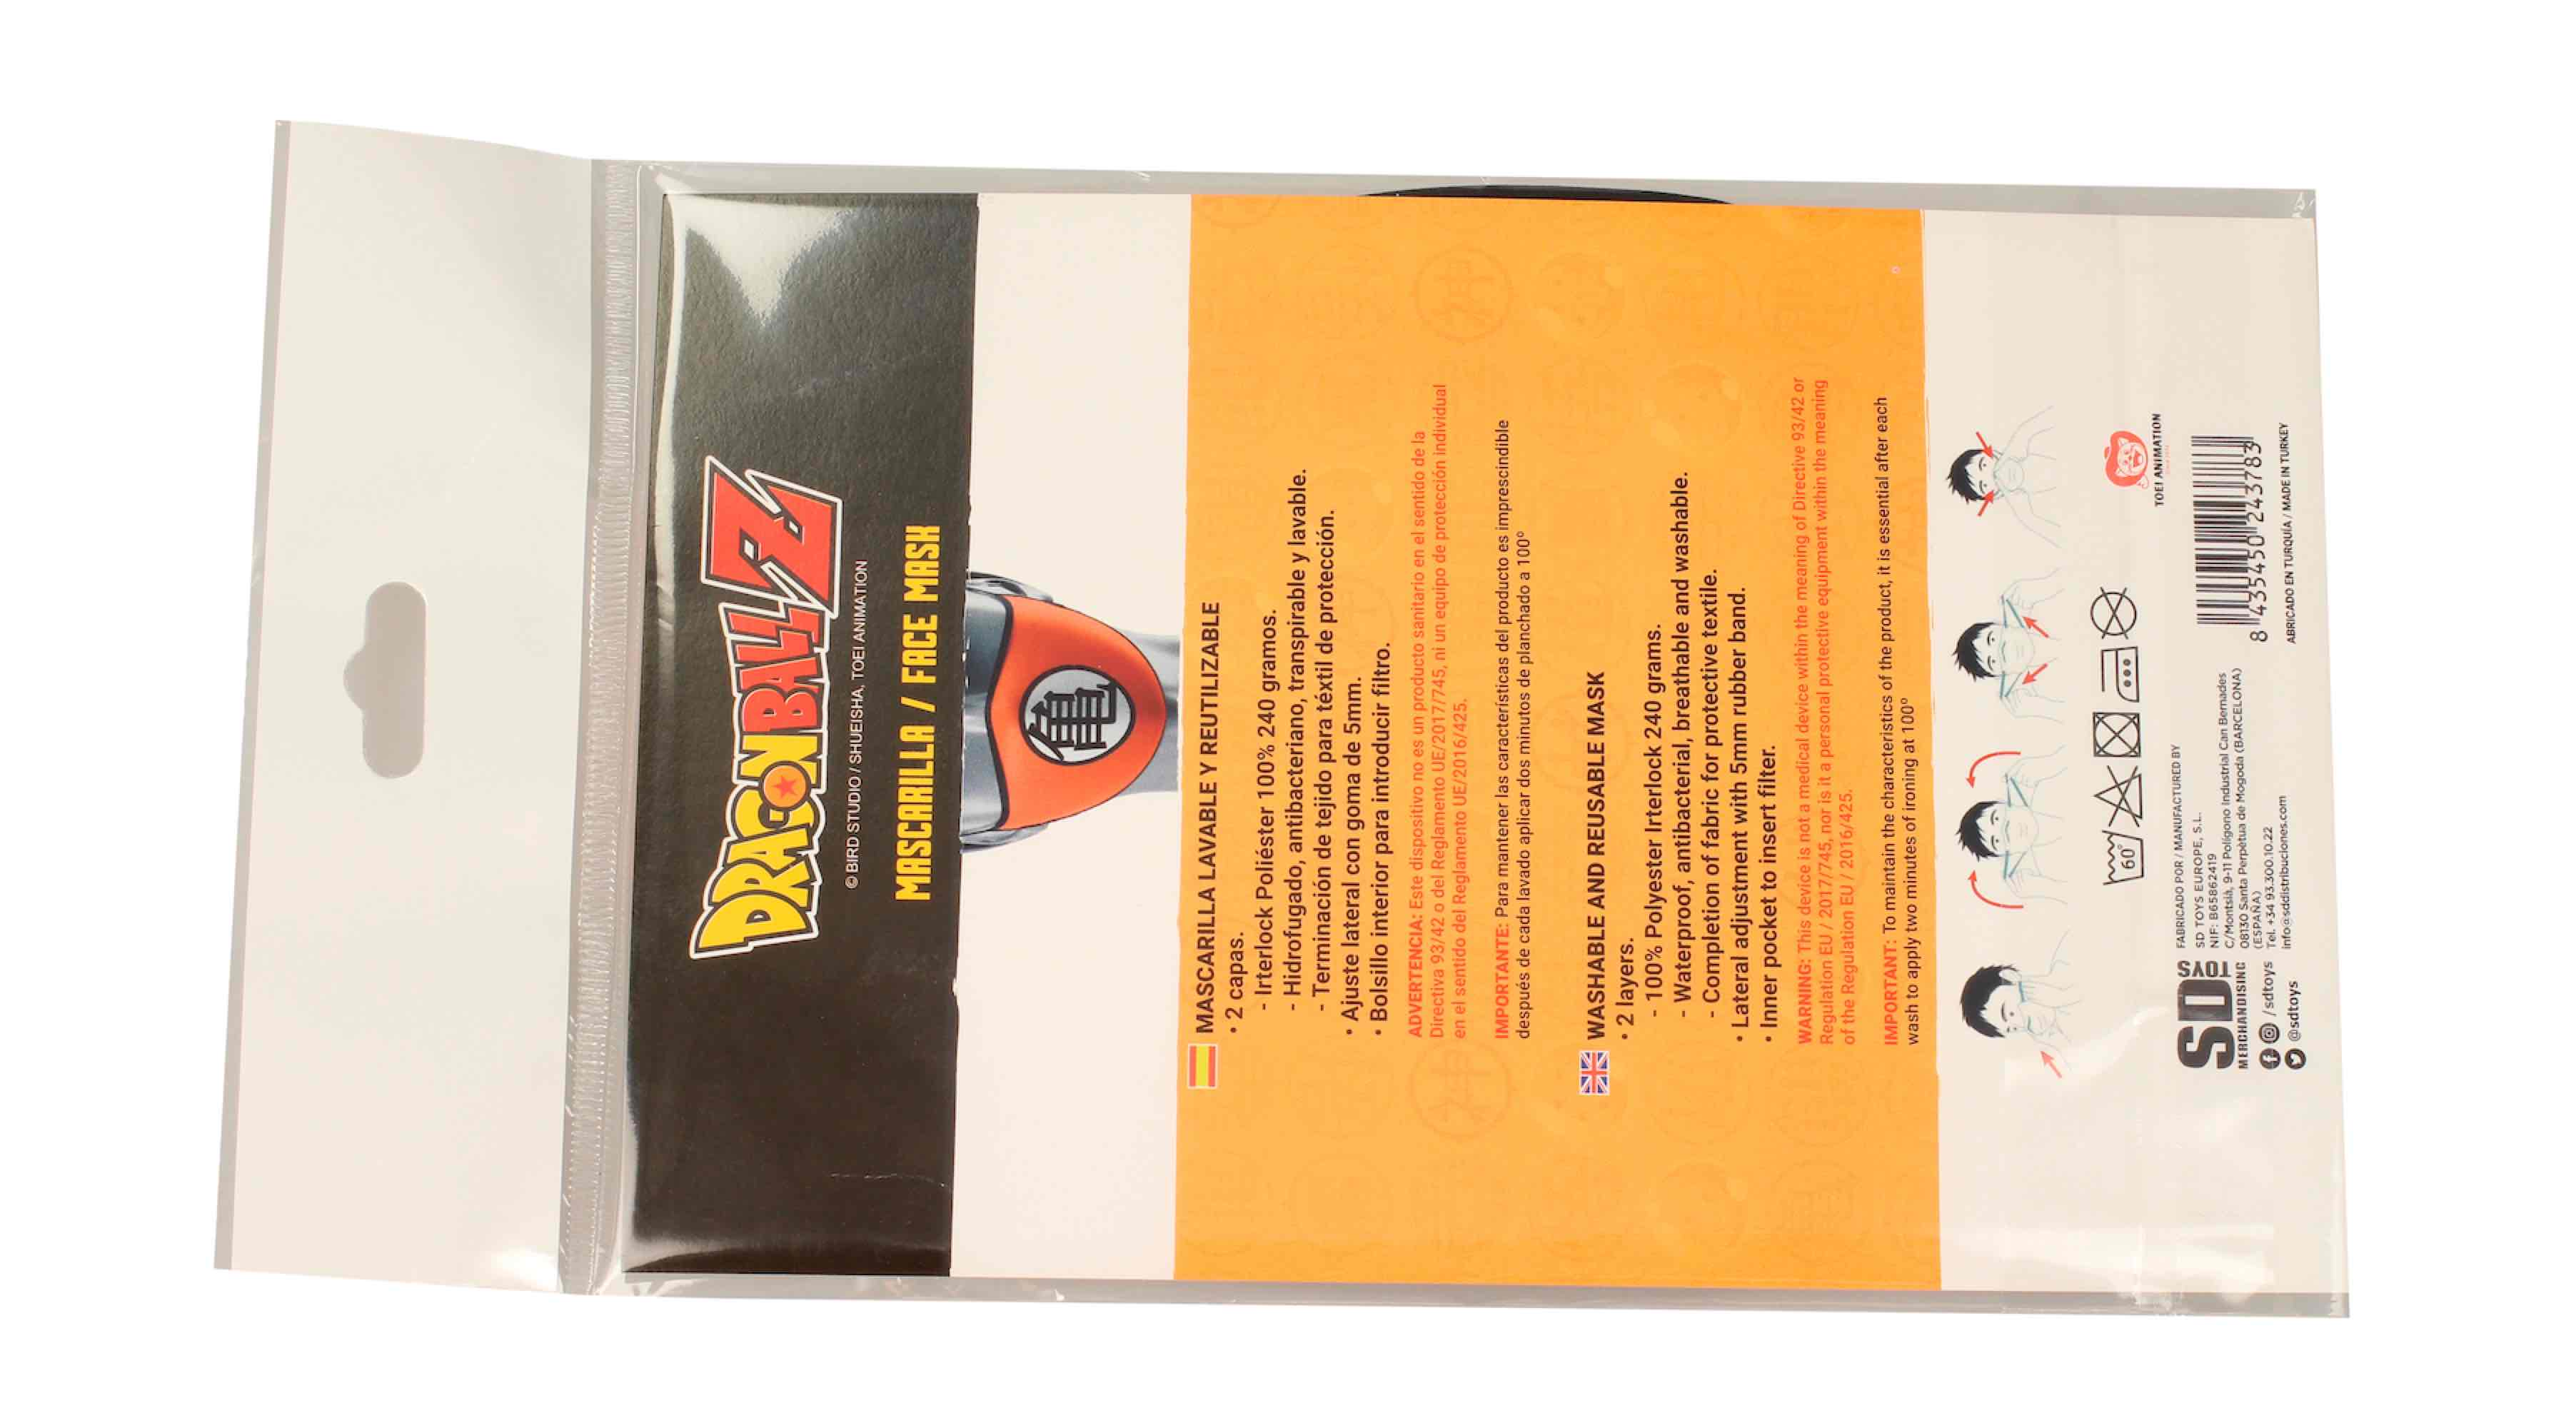 DRAGON BALL Z
© BIRD STUDIO / SHUEISHA, TOEI ANIMATION
MASCARILLA / FACE MASK
亀
MASCARILLA LAVABLE Y REUTILIZABLE
• 2 capas.
- Irterlock Poliéster 100% 240 gramos.
- Hidrofugado, antibacteriano, transpirable y lavable.
- Terminación de tejido para téxtil de protección.
• Ajuste lateral con goma de 5mm.
• Bolsillo interior para introducir filtro.
ADVERTENCIA: Este dispositivo no es un producto sanitario en el sentido de la
Directiva 93/42 o del Reglamento UE/2017/745, ni un equipo de protección individual
en el sentido del Reglamento UE/2016/425.
IMPORTANTE: Para mantener las características del producto es imprescindible
después de cada lavado aplicar dos minutos de planchado a 100º
WASHABLE AND REUSABLE MASK
• 2 layers.
- 100% Polyester Irterlock 240 grams.
- Waterproof, antibacterial, breathable and washable.
- Completion of fabric for protective textile.
• Lateral adjustment with 5mm rubber band.
• Inner pocket to insert filter.
WARNING: This device is not a medical device within the meaning of Directive 93/42 or
Regulation EU / 2017/745, nor is it a personal protective equipment within the meaning
of the Regulation EU / 2016/425.
IMPORTANT: To maintain the characteristics of the product, it is essential after each
wash to apply two minutes of ironing at 100º
60°
TOEI ANIMATION
SD TOYS
MERCHANDISING
/ sdtoys
@sdtoys
FABRICADO POR / MANUFACTURED BY
SD TOYS EUROPE, S.L.
NIF: B65862419
C/Montsià, 9-11 Polígono Industrial Can Bernades
08130 Santa Perpètua de Mogoda (BARCELONA)
(ESPAÑA)
Tel. +34 93.300.10.22
info@sddistribuciones.com
8 435450 243783
ABRICADO EN TURQUÍA / MADE IN TURKEY